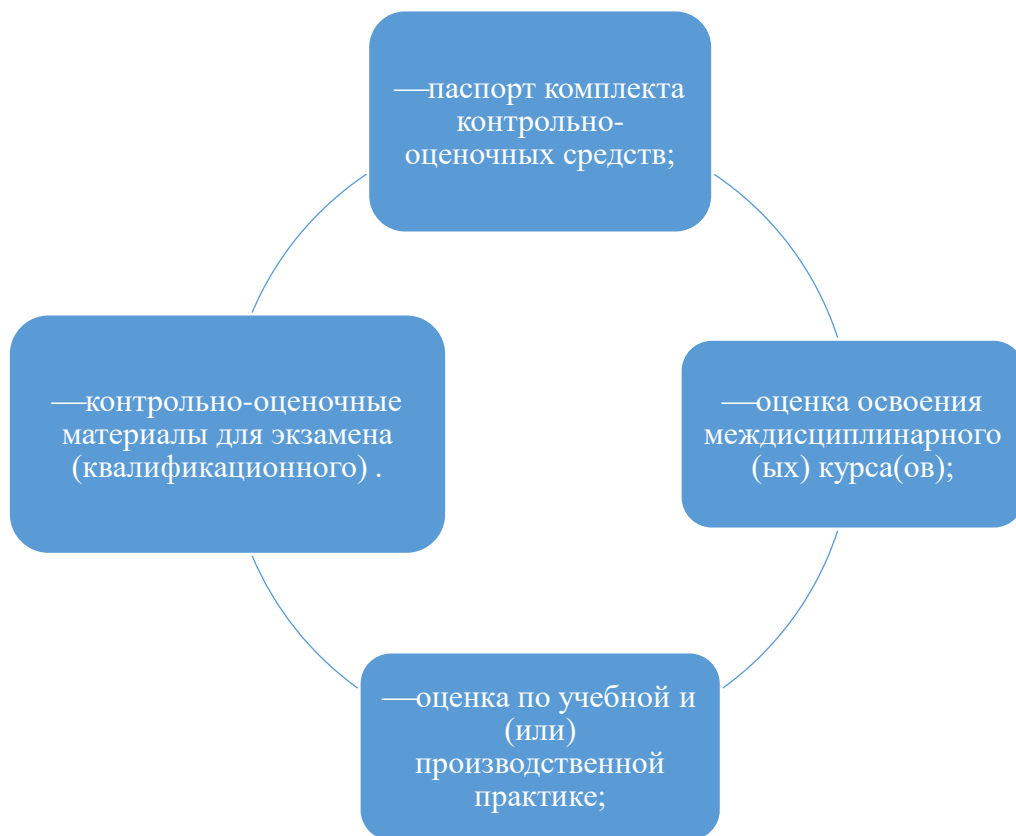 —паспорт комплекта
контрольно-
оценочных средств;
—оценка освоения
междисциплинарного
(ых) курса(ов);
—оценка по учебной и
(или)
производственной
практике;
—контрольно-оценочные
материалы для экзамена
(квалификационного) .